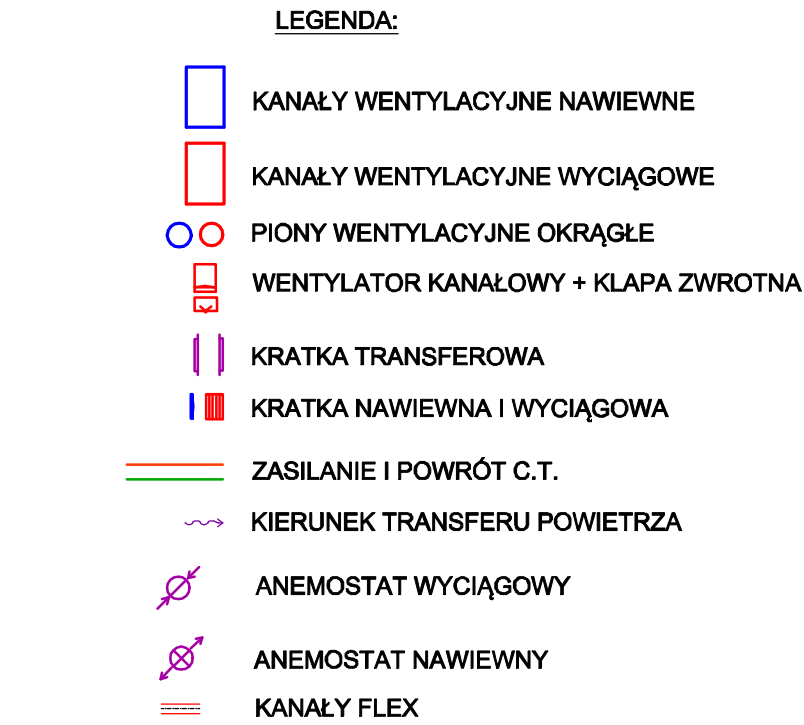 LEGENDA:
KANAŁY WENTYLACYJNE NAWIEWNE
KANAŁY WENTYLACYJNE WYCIĄGOWE
PIONY WENTYLACYJNE OKRĄGŁE
WENTYLATOR KANAŁOWY + KLAPA ZWROTNA
KRATKA TRANSFEROWA
KRATKA NAWIEWNA I WYCIĄGOWA
ZASILANIE I POWRÓT C.T.
KIERUNEK TRANSFERU POWIETRZA
ANEMOSTAT WYCIĄGOWY
ANEMOSTAT NAWIEWNY
KANAŁY FLEX